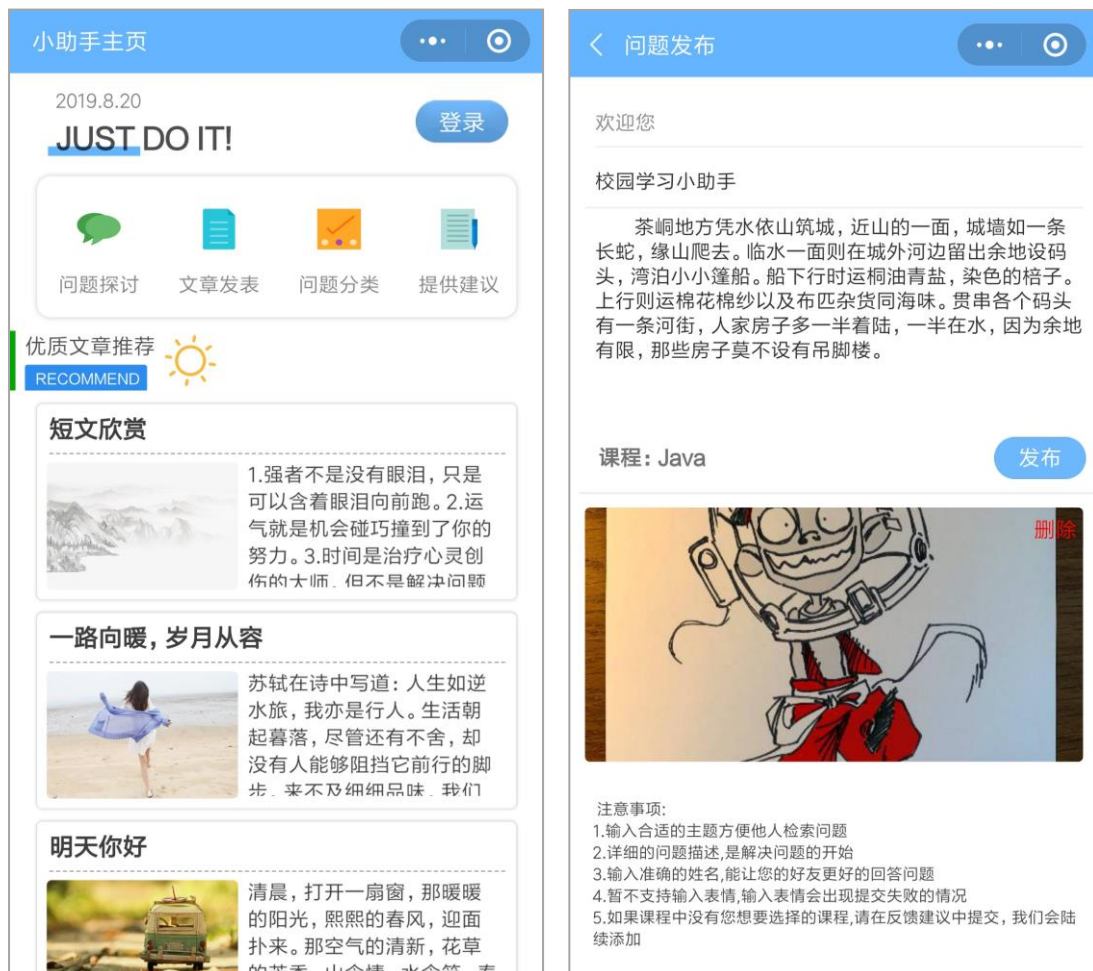 小助手主页
2019.8.20
JUST DO IT!
登录
问题探讨
文章发表
问题分类
提供建议
优质文章推荐
RECOMMEND
短文欣赏
1.强者不是没有眼泪，只是
可以含着眼泪向前跑。2.运
气就是机会碰巧撞到了你的
努力。3.时间是治疗心灵创
伤的大师，但不是解决问题
一路向暖，岁月从容
苏轼在诗中写道：人生如逆
水旅，我亦是行人。生活朝
起暮落，尽管还有不舍，却
没有人能够阻挡它前行的脚
步，来不及细细品味，我们
明天你好
清晨，打开一扇窗，那暖暖
的阳光，熙熙的春风，迎面
扑来。那空气的清新，花草
问题发布
欢迎您
校园学习小助手
茶峒地方凭水依山筑城，近山的一面，城墙如一条
长蛇，缘山爬去。临水一面则在城外河边留出余地设码
头，湾泊小小篷船。船下行时运桐油青盐，染色的棓子。
上行则运棉花棉纱以及布匹杂货同海味。贯串各个码头
有一条河街，人家房子多一半着陆，一半在水，因为余地
有限，那些房子莫不设有吊脚楼。
课程：Java
发布
删除
注意事项:
1.输入合适的主题方便他人检索问题
2.详细的问题描述,是解决问题的开始
3.输入准确的姓名,能让您的好友更好的回答问题
4.暂不支持输入表情,输入表情会出现提交失败的情况
5.如果课程中没有您想要选择的课程,请在反馈建议中提交，我们会陆
续添加